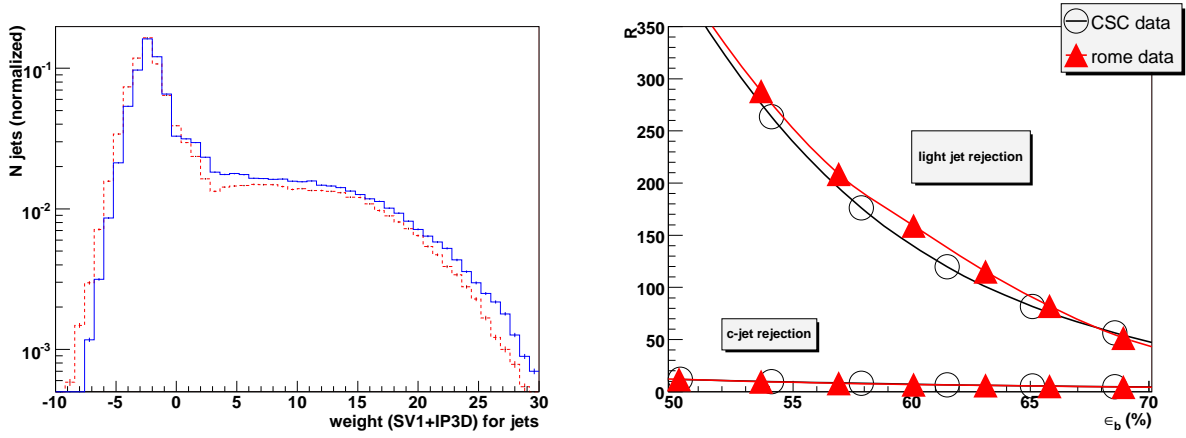 N jets (normalized)
10⁻¹
10⁻²
10⁻³
-10 -5 0 5 10 15 20 25 30
weight (SV1+IP3D) for jets
R
350
300
250
200
150
100
50
0
CSC data
rome data
light jet rejection
c-jet rejection
50 55 60 65 70
∈b (%)